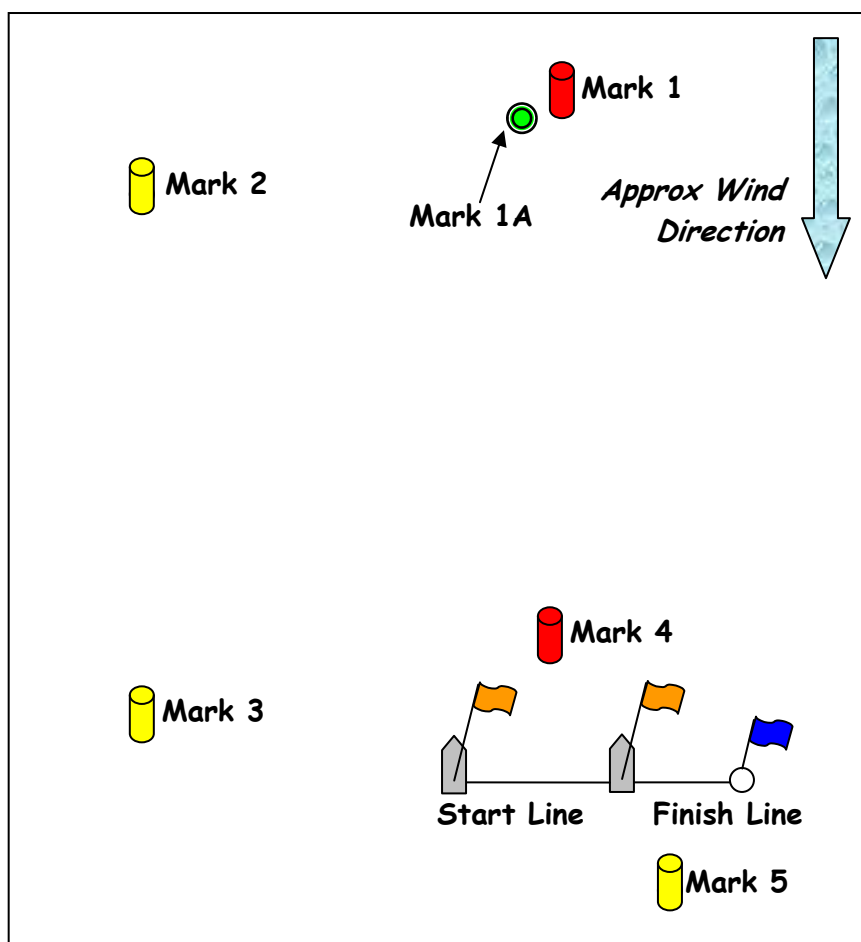 Mark 1
Mark 2
Mark 1A
Approx Wind
Direction
Mark 4
Mark 3
Start Line
Finish Line
Mark 5